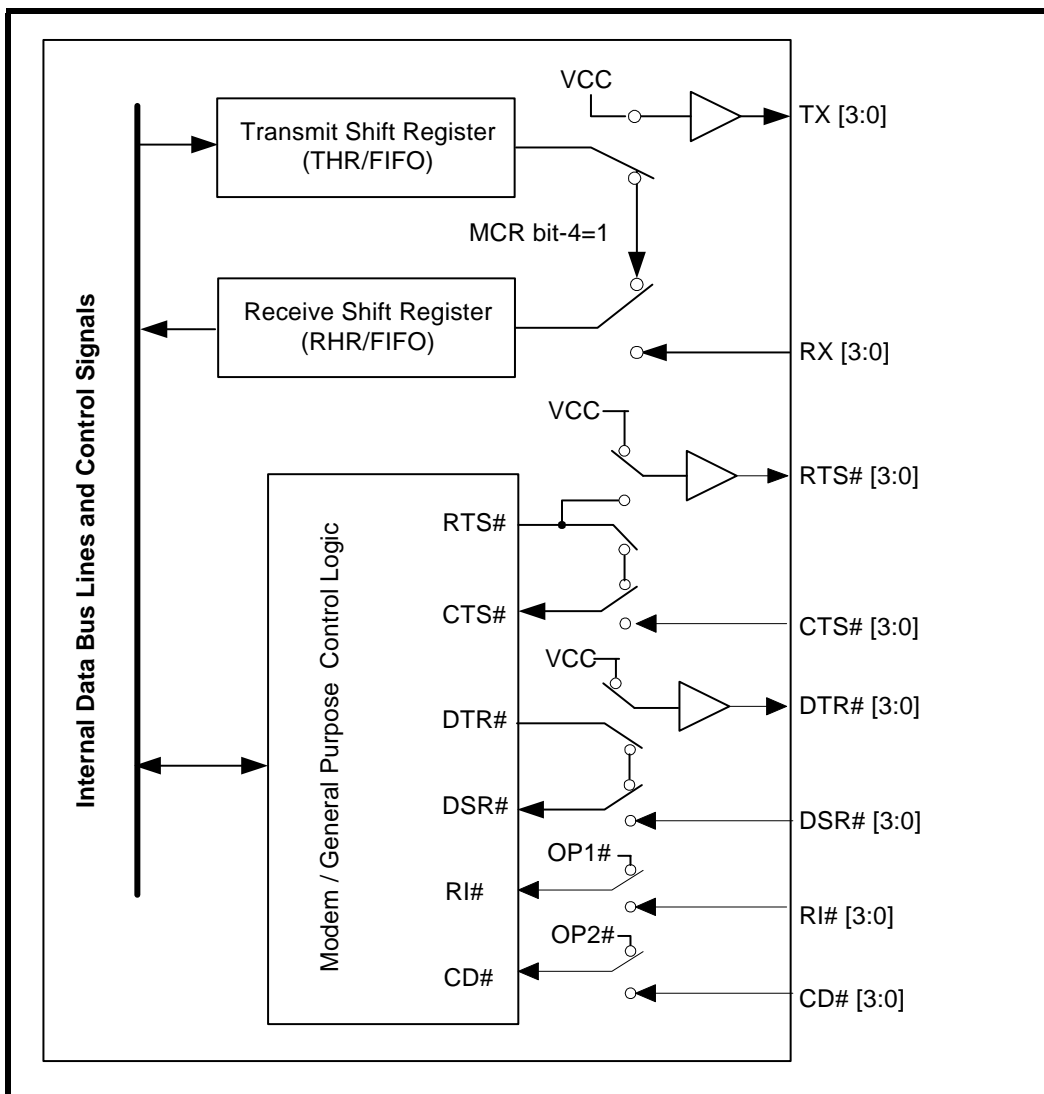 VCC
TX [3:0]
Transmit Shift Register
(THR/FIFO)
MCR bit-4=1
Receive Shift Register
(RHR/FIFO)
RX [3:0]
Internal Data Bus Lines and Control Signals
VCC
RTS# [3:0]
Modem / General Purpose Control Logic
RTS#
CTS#
CTS# [3:0]
VCC
DTR# [3:0]
DTR#
DSR#
DSR# [3:0]
OP1#
RI#
RI# [3:0]
OP2#
CD#
CD# [3:0]